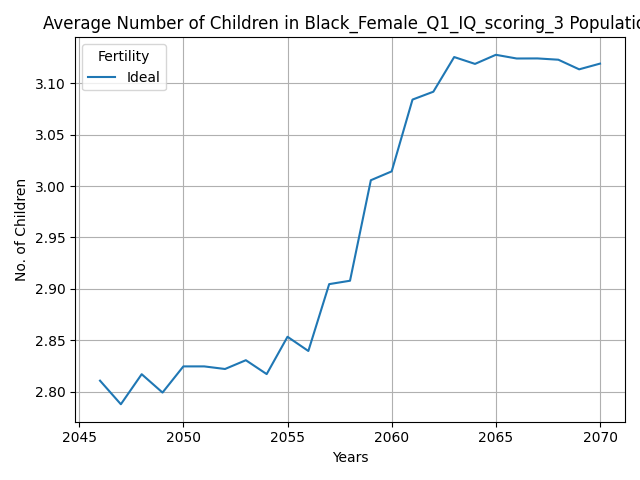 Average Number of Children in Black_Female_Q1_IQ_scoring_3
Fertility
Ideal
No. of Children
3.10
3.05
3.00
2.95
2.90
2.85
2.80
2045 2050 2055 2060 2065 2070
Years